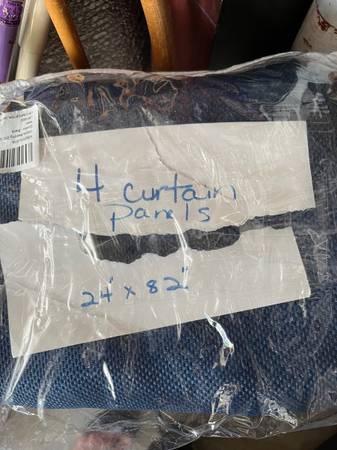 4 curtain
panels
24" x 82"